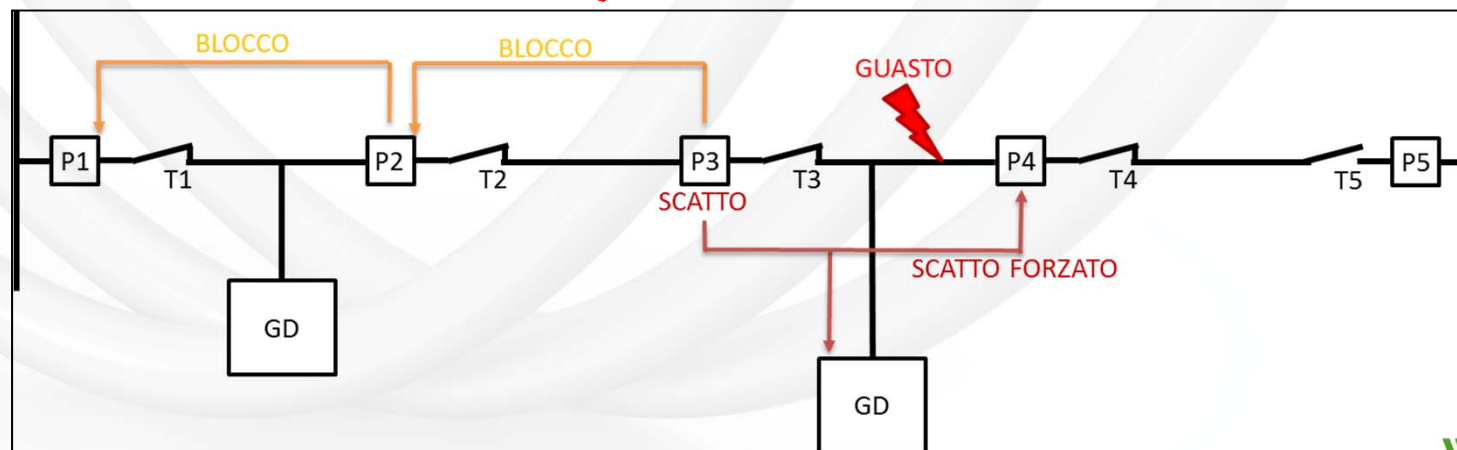 BLOCCO
BLOCCO
GUASTO
P1
T1
P2
T2
P3
T3
P4
T4
T5
P5
SCATTO
SCATTO FORZATO
GD
GD